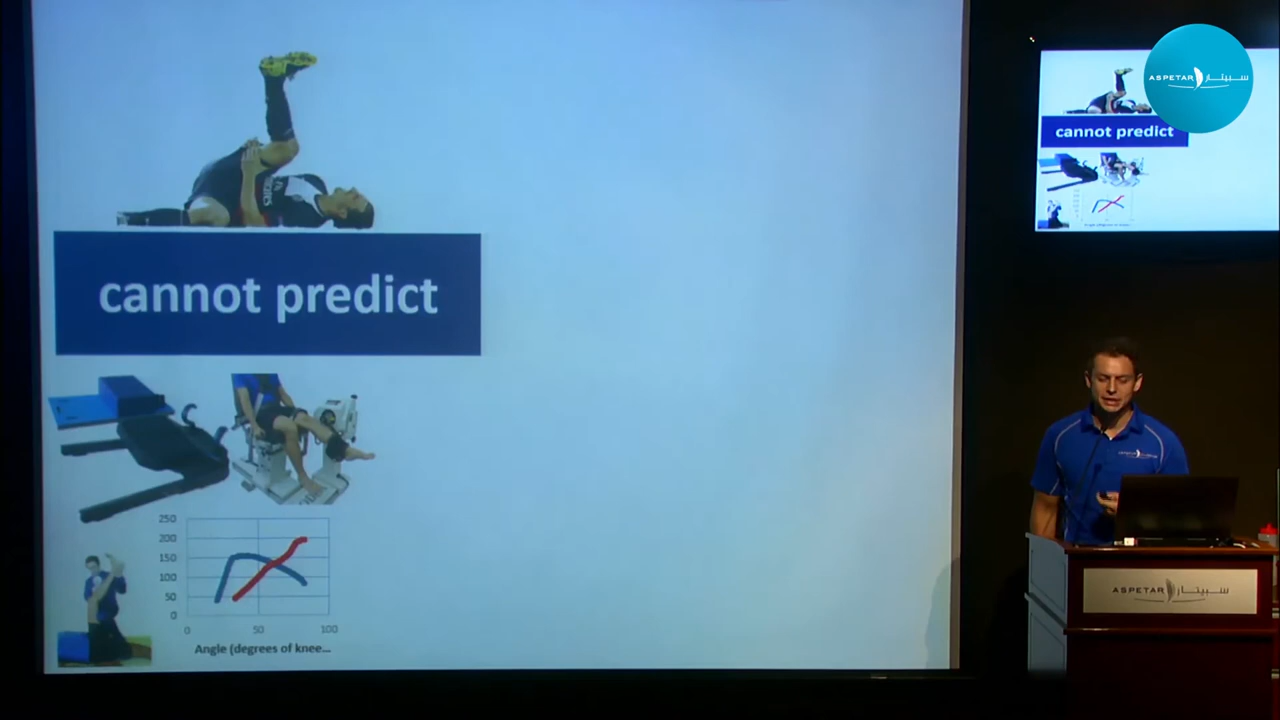 cannot predict
250
200
150
100
50
0
0 50 100
Angle (degrees of knee...
ASPETAR سبيتار
cannot predict
ASPETAR سبيتار